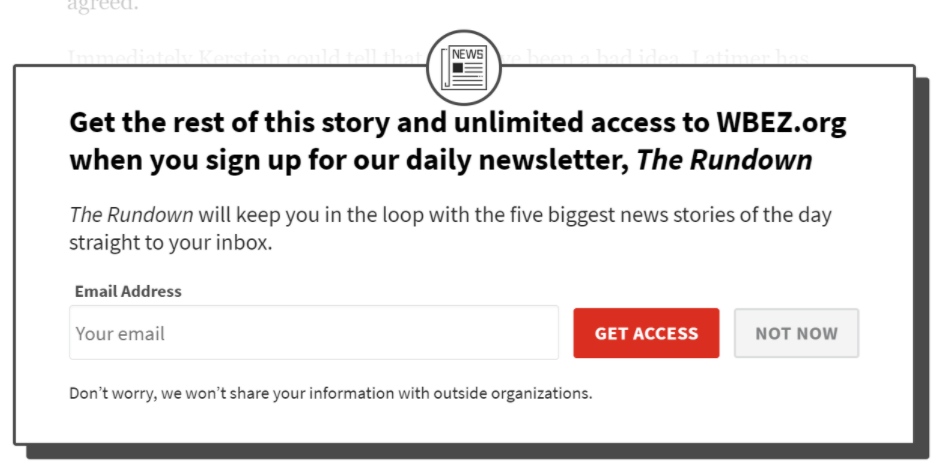 agreed.
Immediately Kerstein could tell that ve been a bad idea. Latimer has
NEWS
Get the rest of this story and unlimited access to WBEZ.org
when you sign up for our daily newsletter, The Rundown
The Rundown will keep you in the loop with the five biggest news stories of the day
straight to your inbox.
Email Address
Your email
GET ACCESS
NOT NOW
Don’t worry, we won’t share your information with outside organizations.